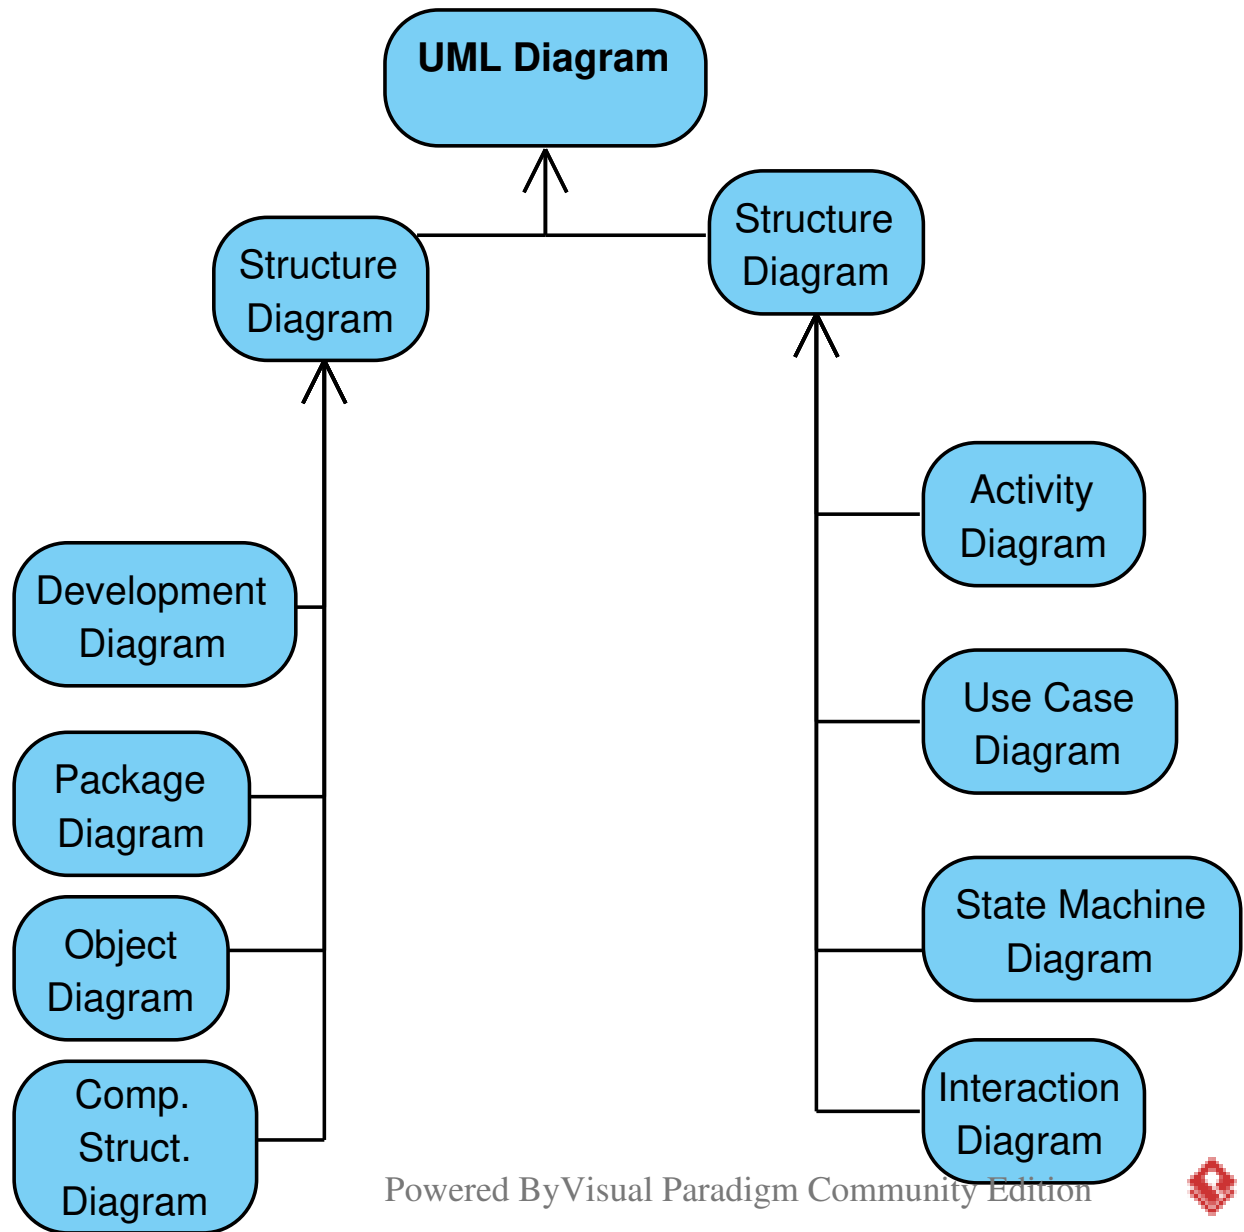 UML Diagram
Structure
Diagram
Structure
Diagram
Development
Diagram
Package
Diagram
Object
Diagram
Comp.
Struct.
Diagram
Activity
Diagram
Use Case
Diagram
State Machine
Diagram
Interaction
Diagram
Powered ByVisual Paradigm Community Edition